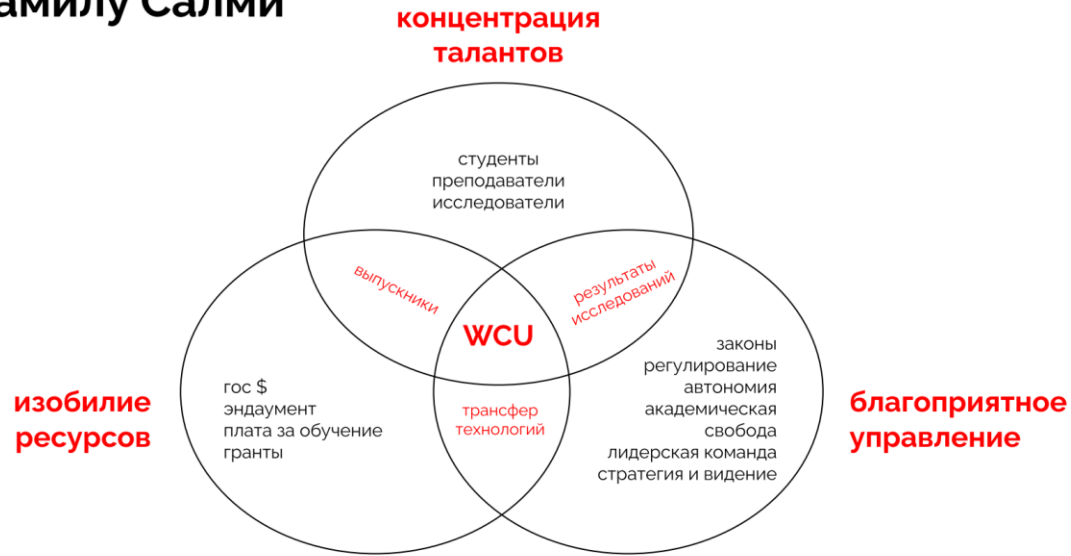 амилу Салми
концентрация
талантов
студенты
преподаватели
исследователи
выпускники
результаты
исследований
WCU
изобилие
ресурсов
гос $
эндаумент
плата за обучение
гранты
трансфер
технологий
законы
регулирование
автономия
академическая
свобода
лидерская команда
стратегия и видение
благоприятное
управление